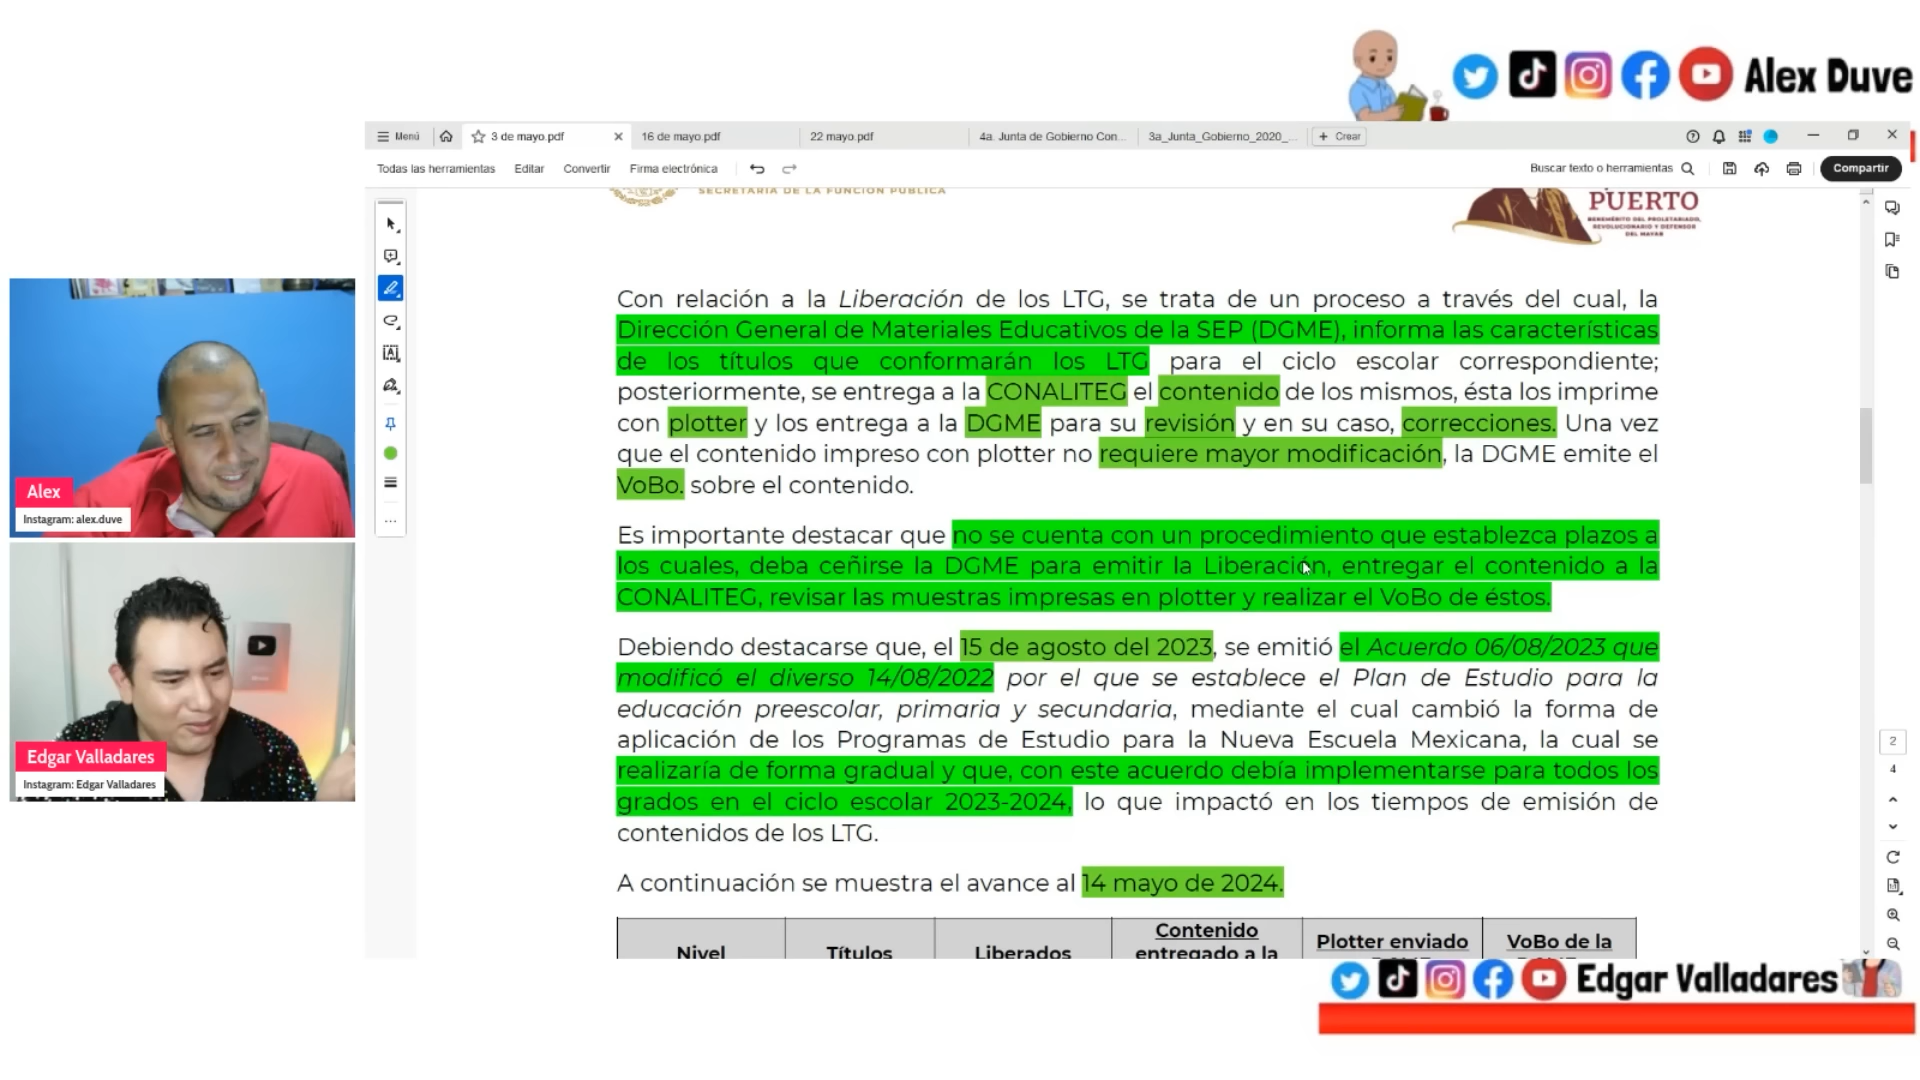 Alex Duve
Menú
3 de mayo.pdf
16 de mayo.pdf
22 mayo.pdf
4a. Junta de Gobierno Con...
3a_Junta_Gobierno_2020_...
+ Crear
Todas las herramientas
Editar
Convertir
Firma electrónica
Buscar texto o herramientas
Compartir
SECRETARÍA DE LA FUNCIÓN PÚBLICA
PUERTO
BENEMÉRITO DEL PROLETARIADO,
REVOLUCIONARIO Y DEFENSOR
DEL MAYAB
Con relación a la Liberación de los LTG, se trata de un proceso a través del cual, la
Dirección General de Materiales Educativos de la SEP (DGME), informa las características
de los títulos que conformarán los LTG para el ciclo escolar correspondiente;
posteriormente, se entrega a la CONALITEG el contenido de los mismos, ésta los imprime
con plotter y los entrega a la DGME para su revisión y en su caso, correcciones. Una vez
que el contenido impreso con plotter no requiere mayor modificación, la DGME emite el
VoBo. sobre el contenido.
Es importante destacar que no se cuenta con un procedimiento que establezca plazos a
los cuales, deba ceñirse la DGME para emitir la Liberación, entregar el contenido a la
CONALITEG, revisar las muestras impresas en plotter y realizar el VoBo de éstos.
Debiendo destacarse que, el 15 de agosto del 2023, se emitió el Acuerdo 06/08/2023 que
modificó el diverso 14/08/2022 por el que se establece el Plan de Estudio para la
educación preescolar, primaria y secundaria, mediante el cual cambió la forma de
aplicación de los Programas de Estudio para la Nueva Escuela Mexicana, la cual se
realizaría de forma gradual y que, con este acuerdo debía implementarse para todos los
grados en el ciclo escolar 2023-2024, lo que impactó en los tiempos de emisión de
contenidos de los LTG.
A continuación se muestra el avance al 14 mayo de 2024.
Nivel
Títulos
Liberados
Contenido
entregado a la
Plotter enviado
VoBo de la
2
4
Alex
Instagram: alex.duve
Edgar Valladares
Instagram: Edgar Valladares
Edgar Valladares